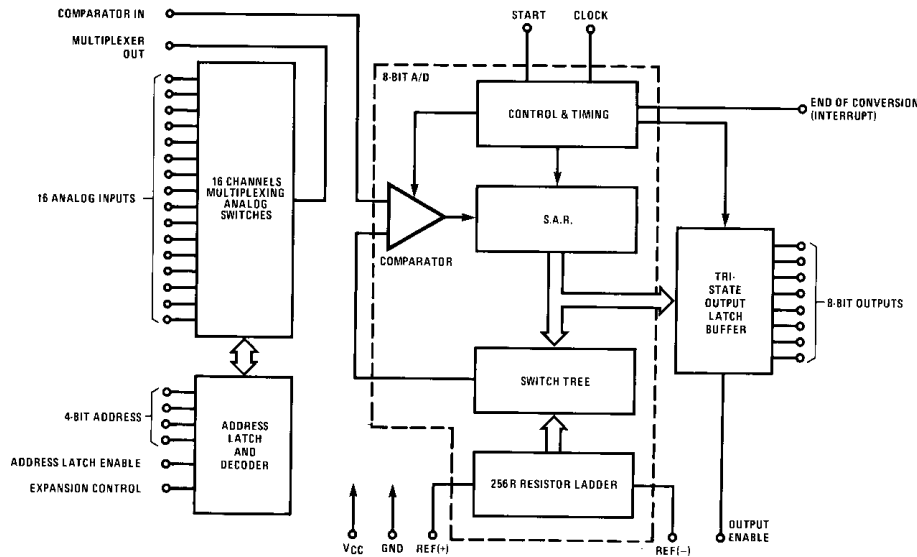 COMPARATOR IN
MULTIPLEXER
OUT
START
CLOCK
8-BIT A/D
CONTROL & TIMING
END OF CONVERSION
(INTERRUPT)
16 ANALOG INPUTS
16 CHANNELS
MULTIPLEXING
ANALOG
SWITCHES
S.A.R.
COMPARATOR
TRI-
STATE
OUTPUT
LATCH
BUFFER
8-BIT OUTPUTS
SWITCH TREE
4-BIT ADDRESS
ADDRESS
LATCH
AND
DECODER
ADDRESS LATCH ENABLE
EXPANSION CONTROL
256R RESISTOR LADDER
VCC
GND
REF(+)
REF(−)
OUTPUT
ENABLE